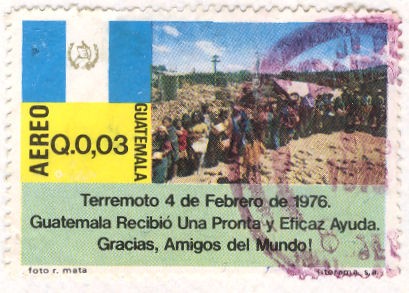 AEREO
Q.0,03
GUATEMALA
Terremoto 4 de Febrero de 1976.
Guatemala Recibió Una Pronta y Eficaz Ayuda.
Gracias, Amigos del Mundo!
foto r. mata